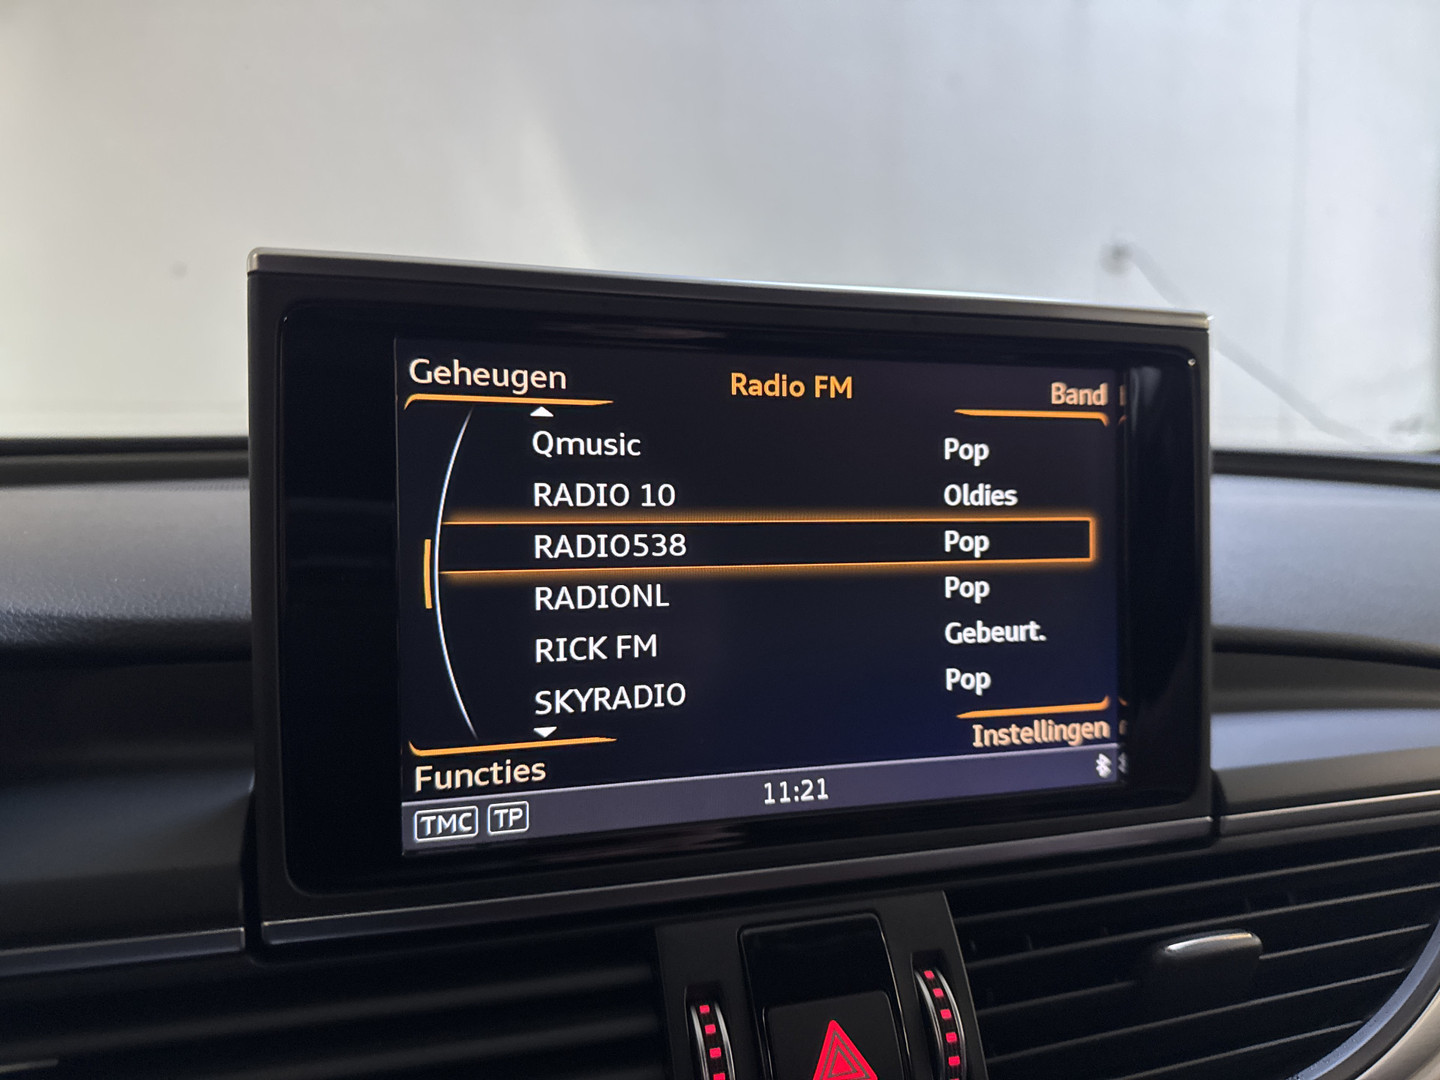 Geheugen
Radio FM
Band
Qmusic Pop
RADIO 10 Oldies
RADIO538 Pop
RADIONL Pop
RICK FM Gebeurt.
SKYRADIO Pop
Instellingen
Functies
TMC TP 11:21